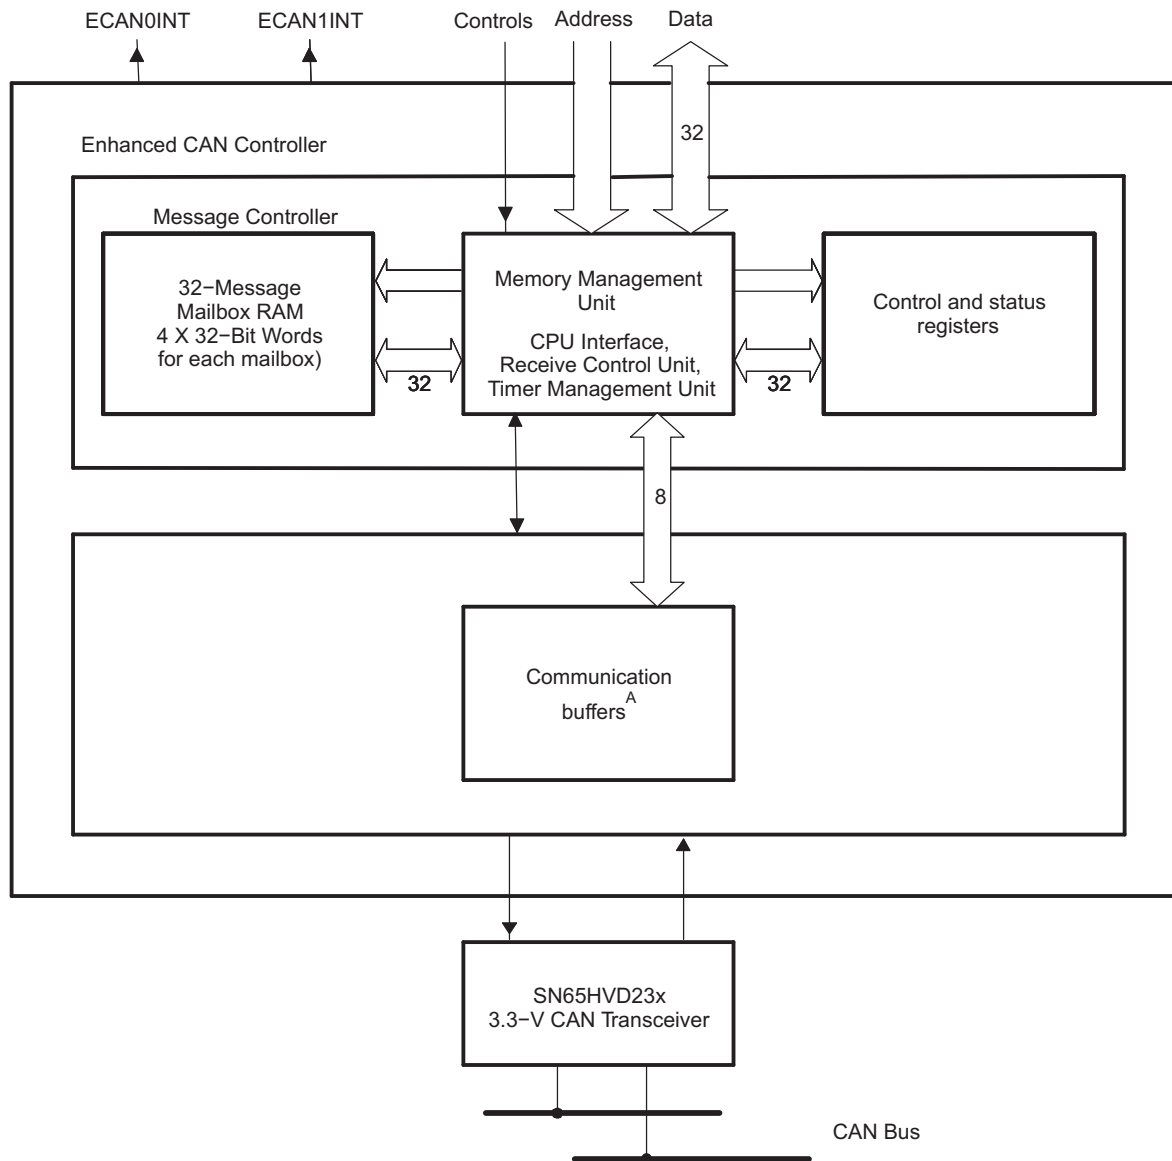 ECAN0INT
ECAN1INT
Controls
Address
Data
32
Enhanced CAN Controller
Message Controller
32−Message
Mailbox RAM
4 X 32−Bit Words
for each mailbox)
32
Memory Management
Unit
CPU Interface,
Receive Control Unit,
Timer Management Unit
32
Control and status
registers
8
Communication
buffers A
SN65HVD23x
3.3−V CAN Transceiver
CAN Bus